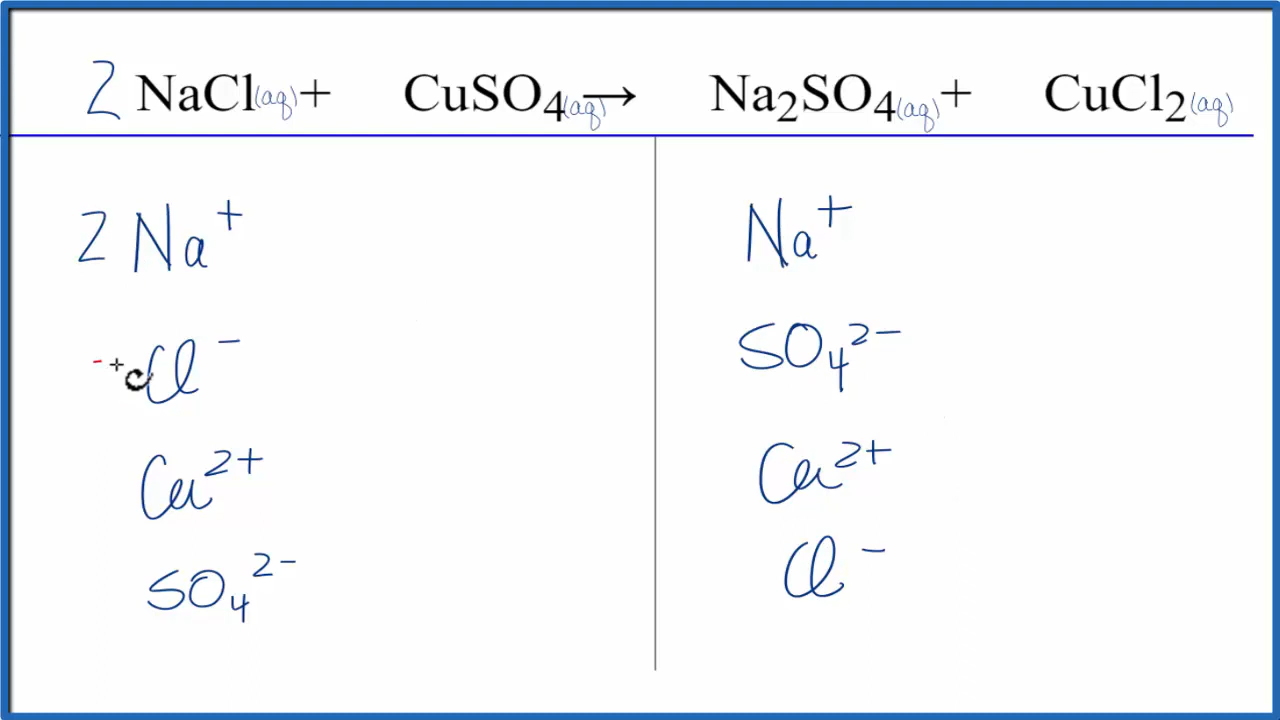 2 NaCl(aq) + CuSO4(aq) → Na2SO4(aq) + CuCl2(aq)
2 Na+
Cl−
Cu2+
SO42−
Na+
SO42−
Cu2+
Cl−